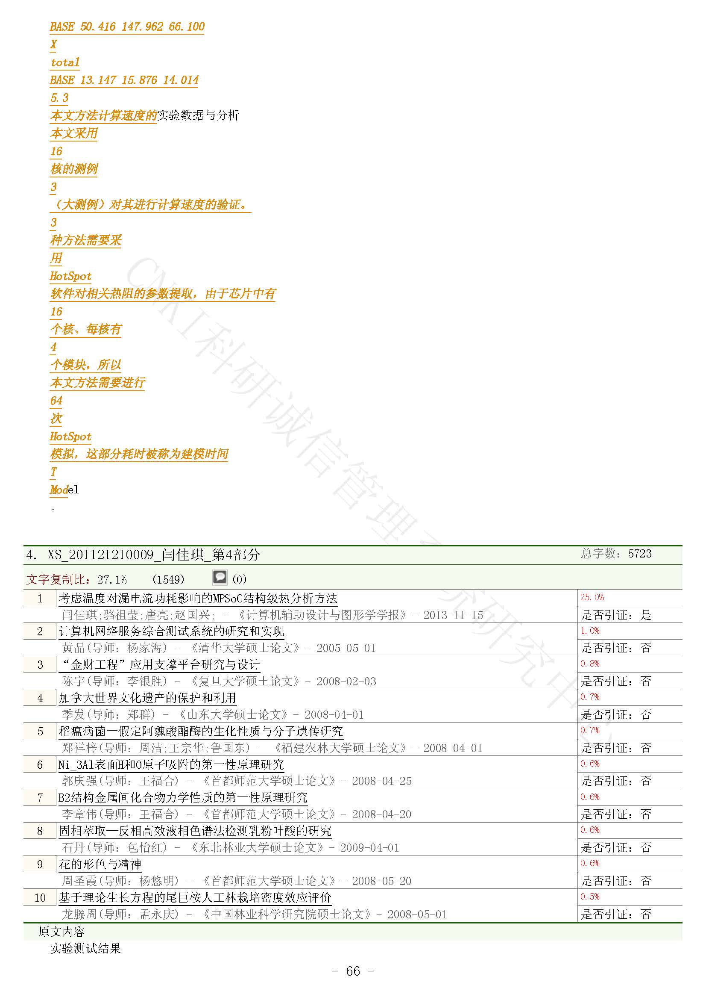 BASE 50.416 147.962 66.100
X
total
BASE 13.147 15.876 14.014
5.3
本文方法计算速度的实验数据与分析
本文采用
16
核的测例
3
（大测例）对其进行计算速度的验证。
3
种方法需要采
用
HotSpot
软件对相关热阻的参数提取，由于芯片中有
16
个核、每核有
4
个模块，所以
本文方法需要进行
64
次
HotSpot
模拟，这部分耗时被称为建模时间
T
Model
。
4. XS_201121210009_闫佳琪_第4部分 总字数：5723
文字复制比：27.1% (1549) (0)
1 考虑温度对漏电流功耗影响的MPSoC结构级热分析方法 25.0%
闫佳琪;骆祖莹;唐亮;赵国兴; - 《计算机辅助设计与图形学学报》- 2013-11-15 是否引证：是
2 计算机网络服务综合测试系统的研究和实现 1.0%
黄晶(导师：杨家海) - 《清华大学硕士论文》- 2005-05-01 是否引证：否
3 “金财工程”应用支撑平台研究与设计 0.8%
陈宇(导师：李银胜) - 《复旦大学硕士论文》- 2008-02-03 是否引证：否
4 加拿大世界文化遗产的保护和利用 0.7%
季发(导师：郑群) - 《山东大学硕士论文》- 2008-04-01 是否引证：否
5 稻瘟病菌一假定阿魏酸酯酶的生化性质与分子遗传研究 0.7%
郑祥梓(导师：周洁;王宗华;鲁国东) - 《福建农林大学硕士论文》- 2008-04-01 是否引证：否
6 Ni_3Al表面H和O原子吸附的第一性原理研究 0.6%
郭庆强(导师：王福合) - 《首都师范大学硕士论文》- 2008-04-25 是否引证：否
7 B2结构金属间化合物力学性质的第一性原理研究 0.6%
李章伟(导师：王福合) - 《首都师范大学硕士论文》- 2008-04-20 是否引证：否
8 固相萃取—反相高效液相色谱法检测乳粉叶酸的研究 0.6%
石丹(导师：包怡红) - 《东北林业大学硕士论文》- 2009-04-01 是否引证：否
9 花的形色与精神 0.6%
周圣霞(导师：杨悠明) - 《首都师范大学硕士论文》- 2008-05-20 是否引证：否
10 基于理论生长方程的尾巨桉人工林栽培密度效应评价 0.5%
龙滕周(导师：孟永庆) - 《中国林业科学研究院硕士论文》- 2008-05-01 是否引证：否
原文内容
实验测试结果
- 66 -
CNKI科研诚信管理系统研究中心